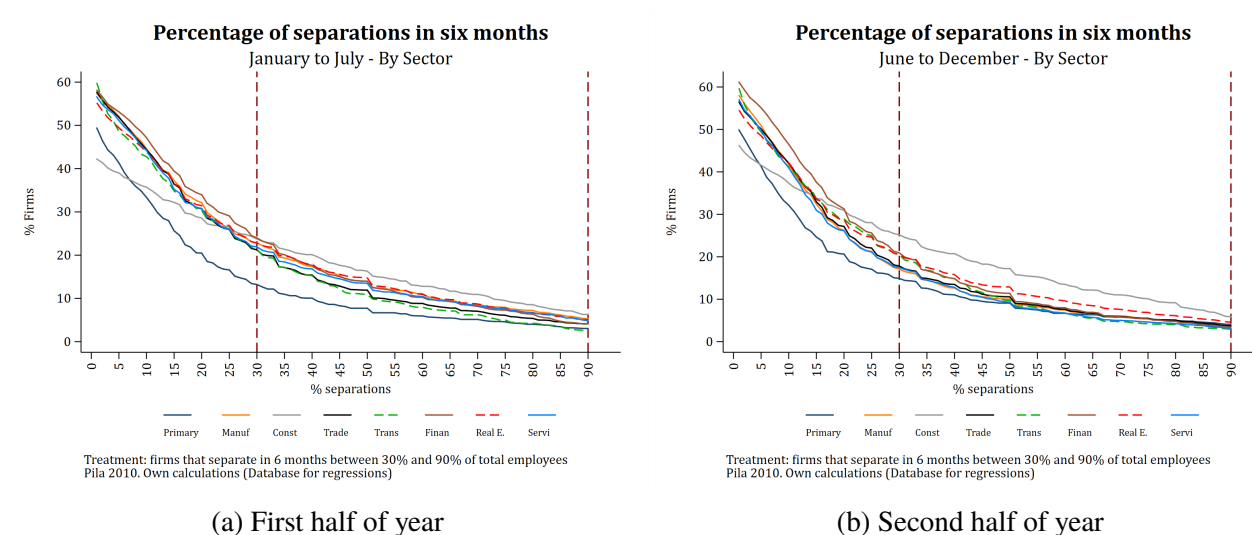 Percentage of separations in six months
January to July - By Sector
% Firms
60
50
40
30
20
10
0
0 5 10 15 20 25 30 35 40 45 50 55 60 65 70 75 80 85 90
% separations
Primary Manuf Const Trade Trans Finan Real E. Servi
Treatment: firms that separate in 6 months between 30% and 90% of total employees
Pila 2010. Own calculations (Database for regressions)
(a) First half of year
Percentage of separations in six months
June to December - By Sector
% Firms
60
50
40
30
20
10
0
0 5 10 15 20 25 30 35 40 45 50 55 60 65 70 75 80 85 90
% separations
Primary Manuf Const Trade Trans Finan Real E. Servi
Treatment: firms that separate in 6 months between 30% and 90% of total employees
Pila 2010. Own calculations (Database for regressions)
(b) Second half of year